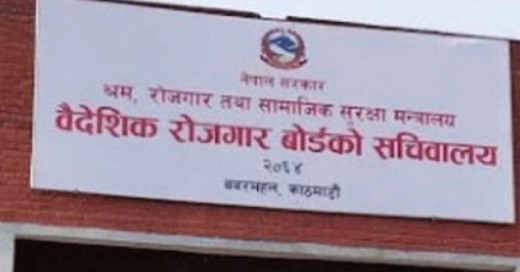 नेपाल सरकार
श्रम, रोजगार तथा सामाजिक सुरक्षा मन्त्रालय
वैदेशिक रोजगार बोर्डको सचिवालय
२०६४
बबरमहल, काठमाडौं